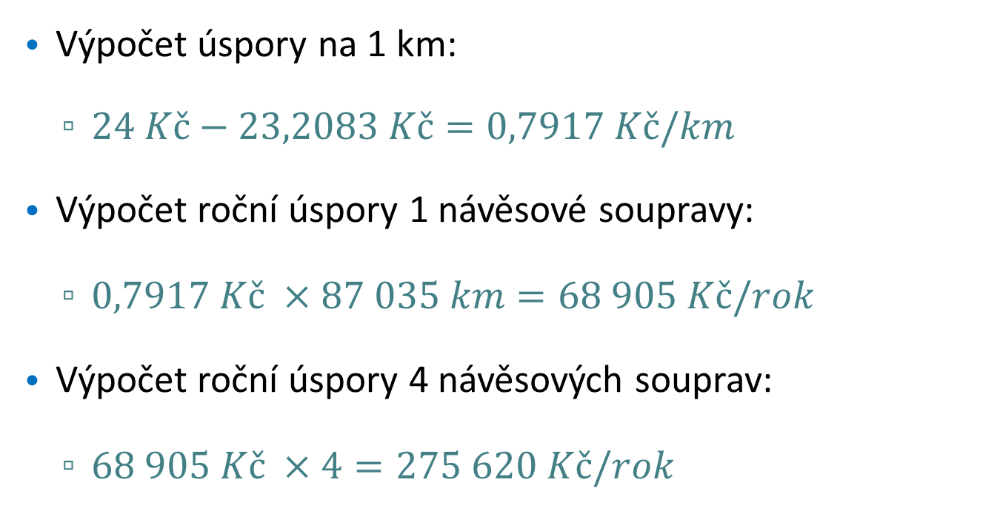 • Výpočet úspory na 1 km:
▫ 24 Kč − 23,2083 Kč = 0,7917 Kč/km
• Výpočet roční úspory 1 návěsové soupravy:
▫ 0,7917 Kč × 87 035 km = 68 905 Kč/rok
• Výpočet roční úspory 4 návěsových souprav:
▫ 68 905 Kč × 4 = 275 620 Kč/rok